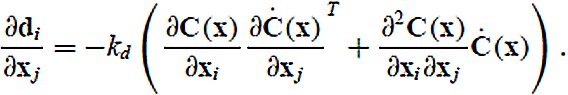 ∂d_i/∂x_j = −k_d ( ∂C(x)/∂x_i ∂Ċ(x)/∂x_j^T + ∂²C(x)/∂x_i∂x_j Ċ(x) ) .